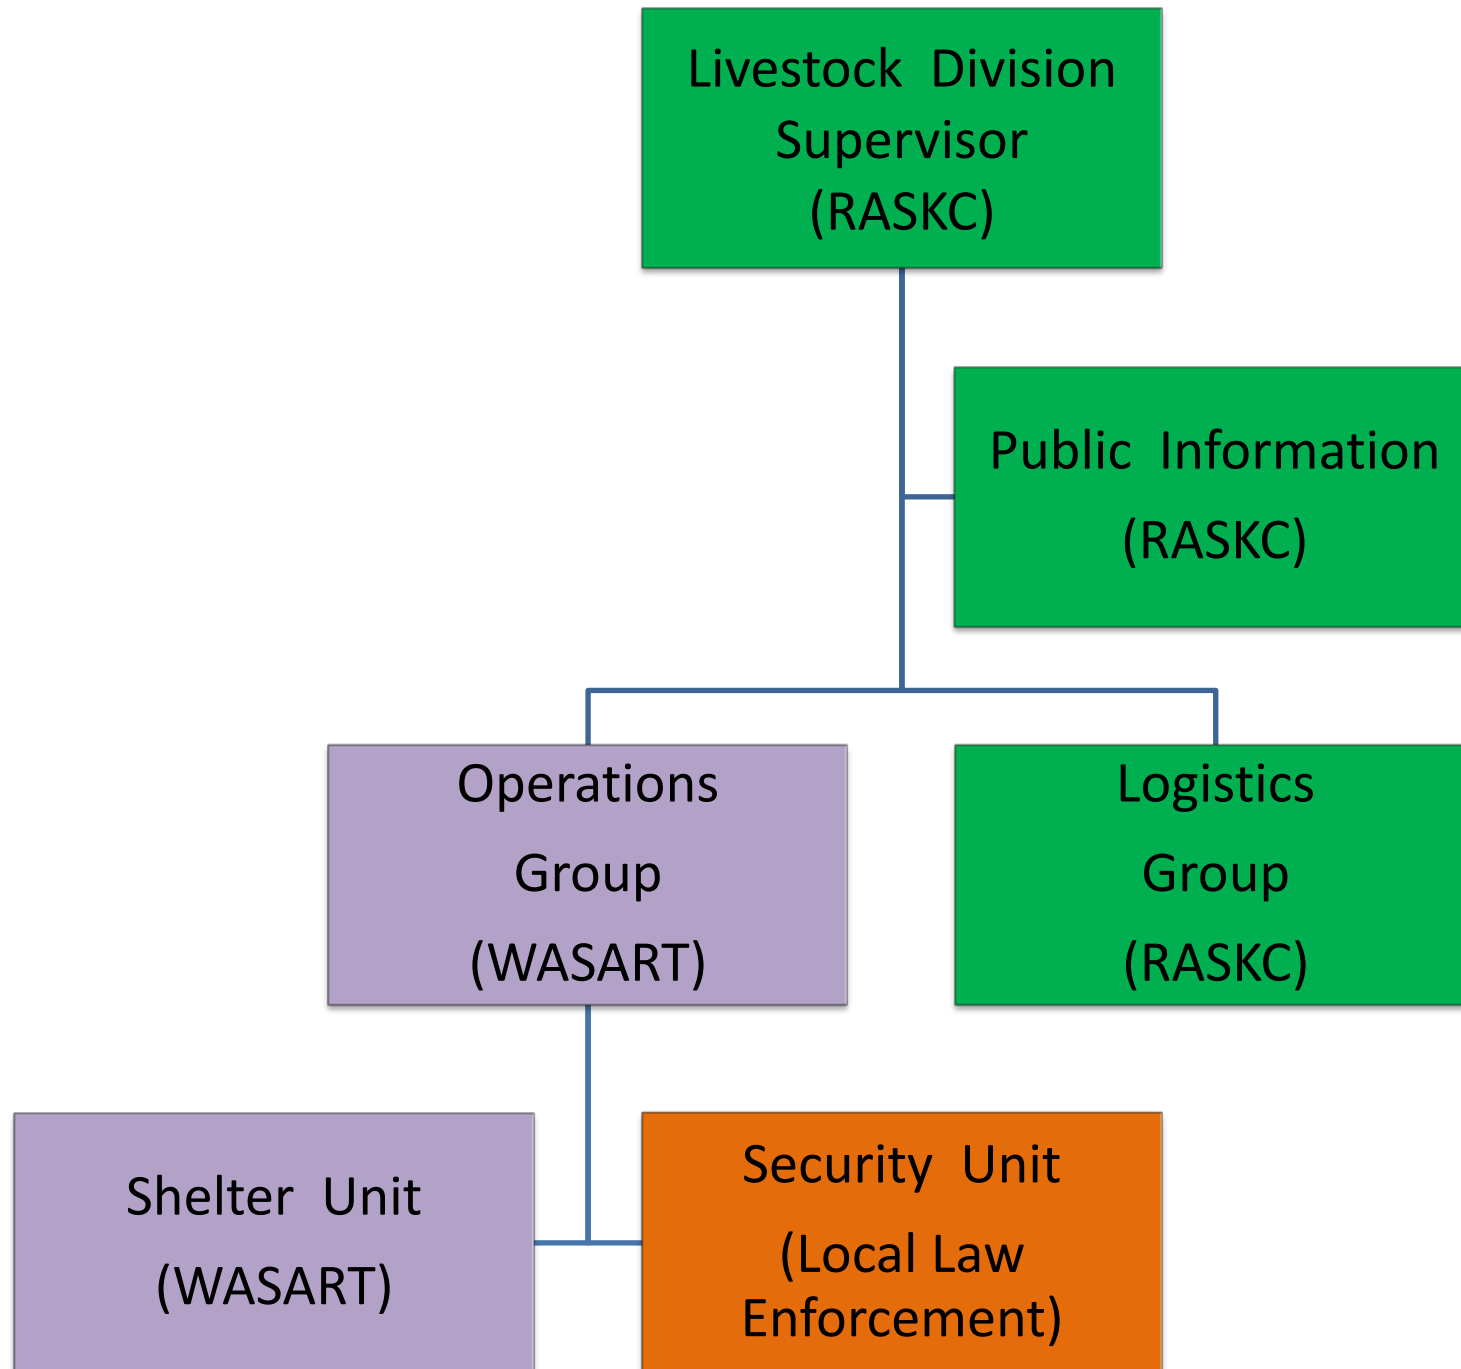 Livestock Division
Supervisor
(RASKC)
Public Information
(RASKC)
Operations
Group
(WASART)
Logistics
Group
(RASKC)
Shelter Unit
(WASART)
Security Unit
(Local Law
Enforcement)